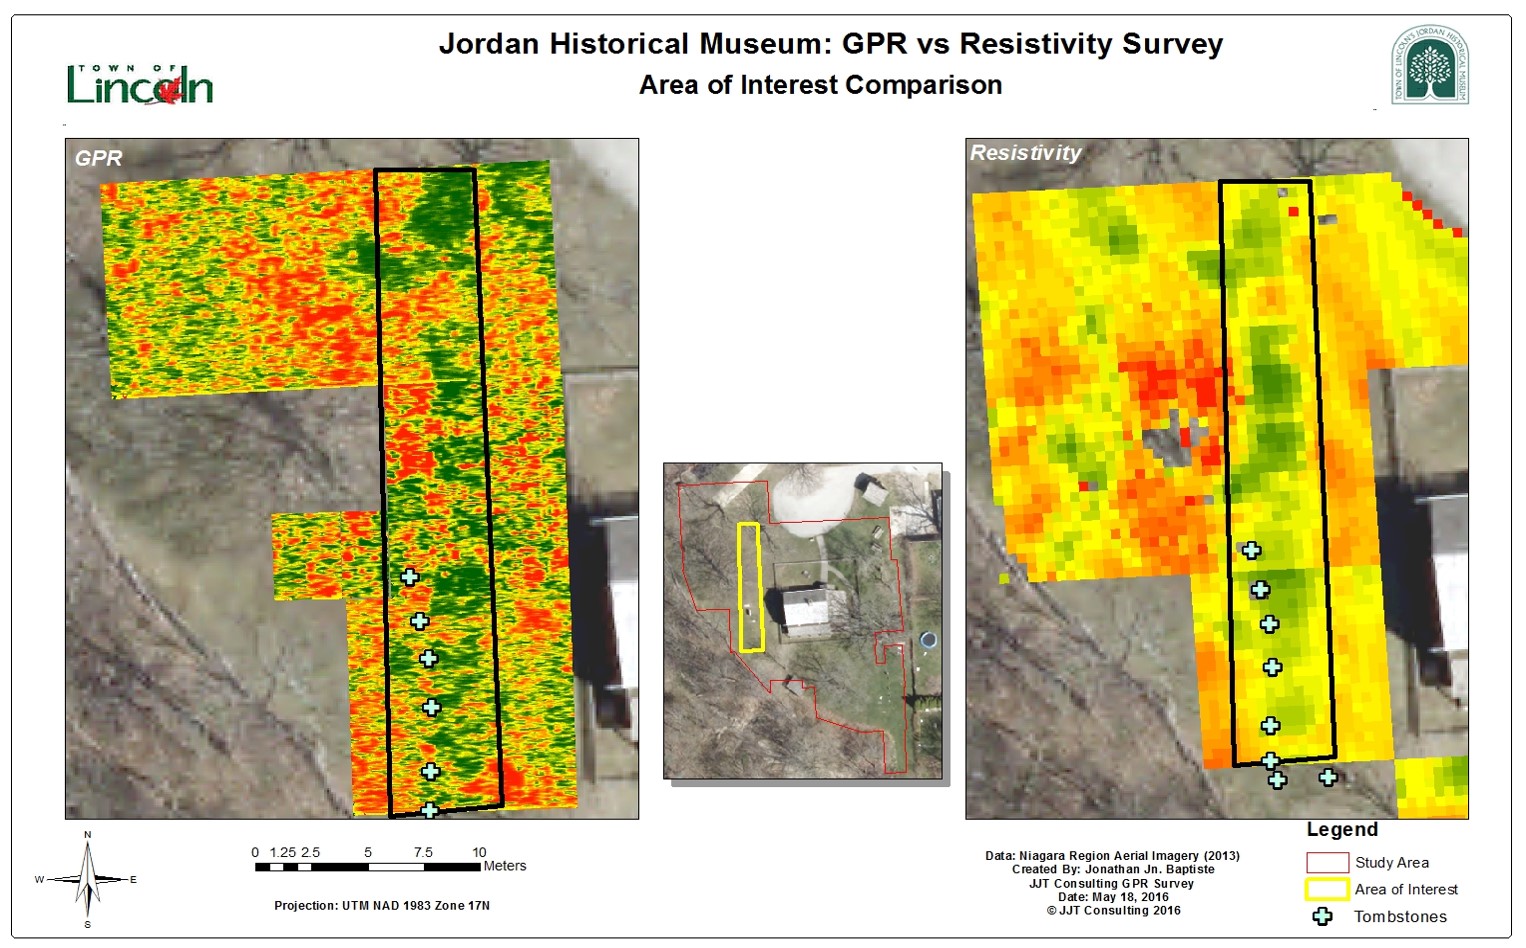 Jordan Historical Museum: GPR vs Resistivity Survey
Area of Interest Comparison
TOWN OF
Lincoln
TOWN OF LINCOLN'S JORDAN HISTORICAL MUSEUM
GPR
Resistivity
N
W
E
S
0 1.25 2.5 5 7.5 10
Meters
Projection: UTM NAD 1983 Zone 17N
Data: Niagara Region Aerial Imagery (2013)
Created By: Jonathan Jn. Baptiste
JJT Consulting GPR Survey
Date: May 18, 2016
© JJT Consulting 2016
Legend
Study Area
Area of Interest
Tombstones